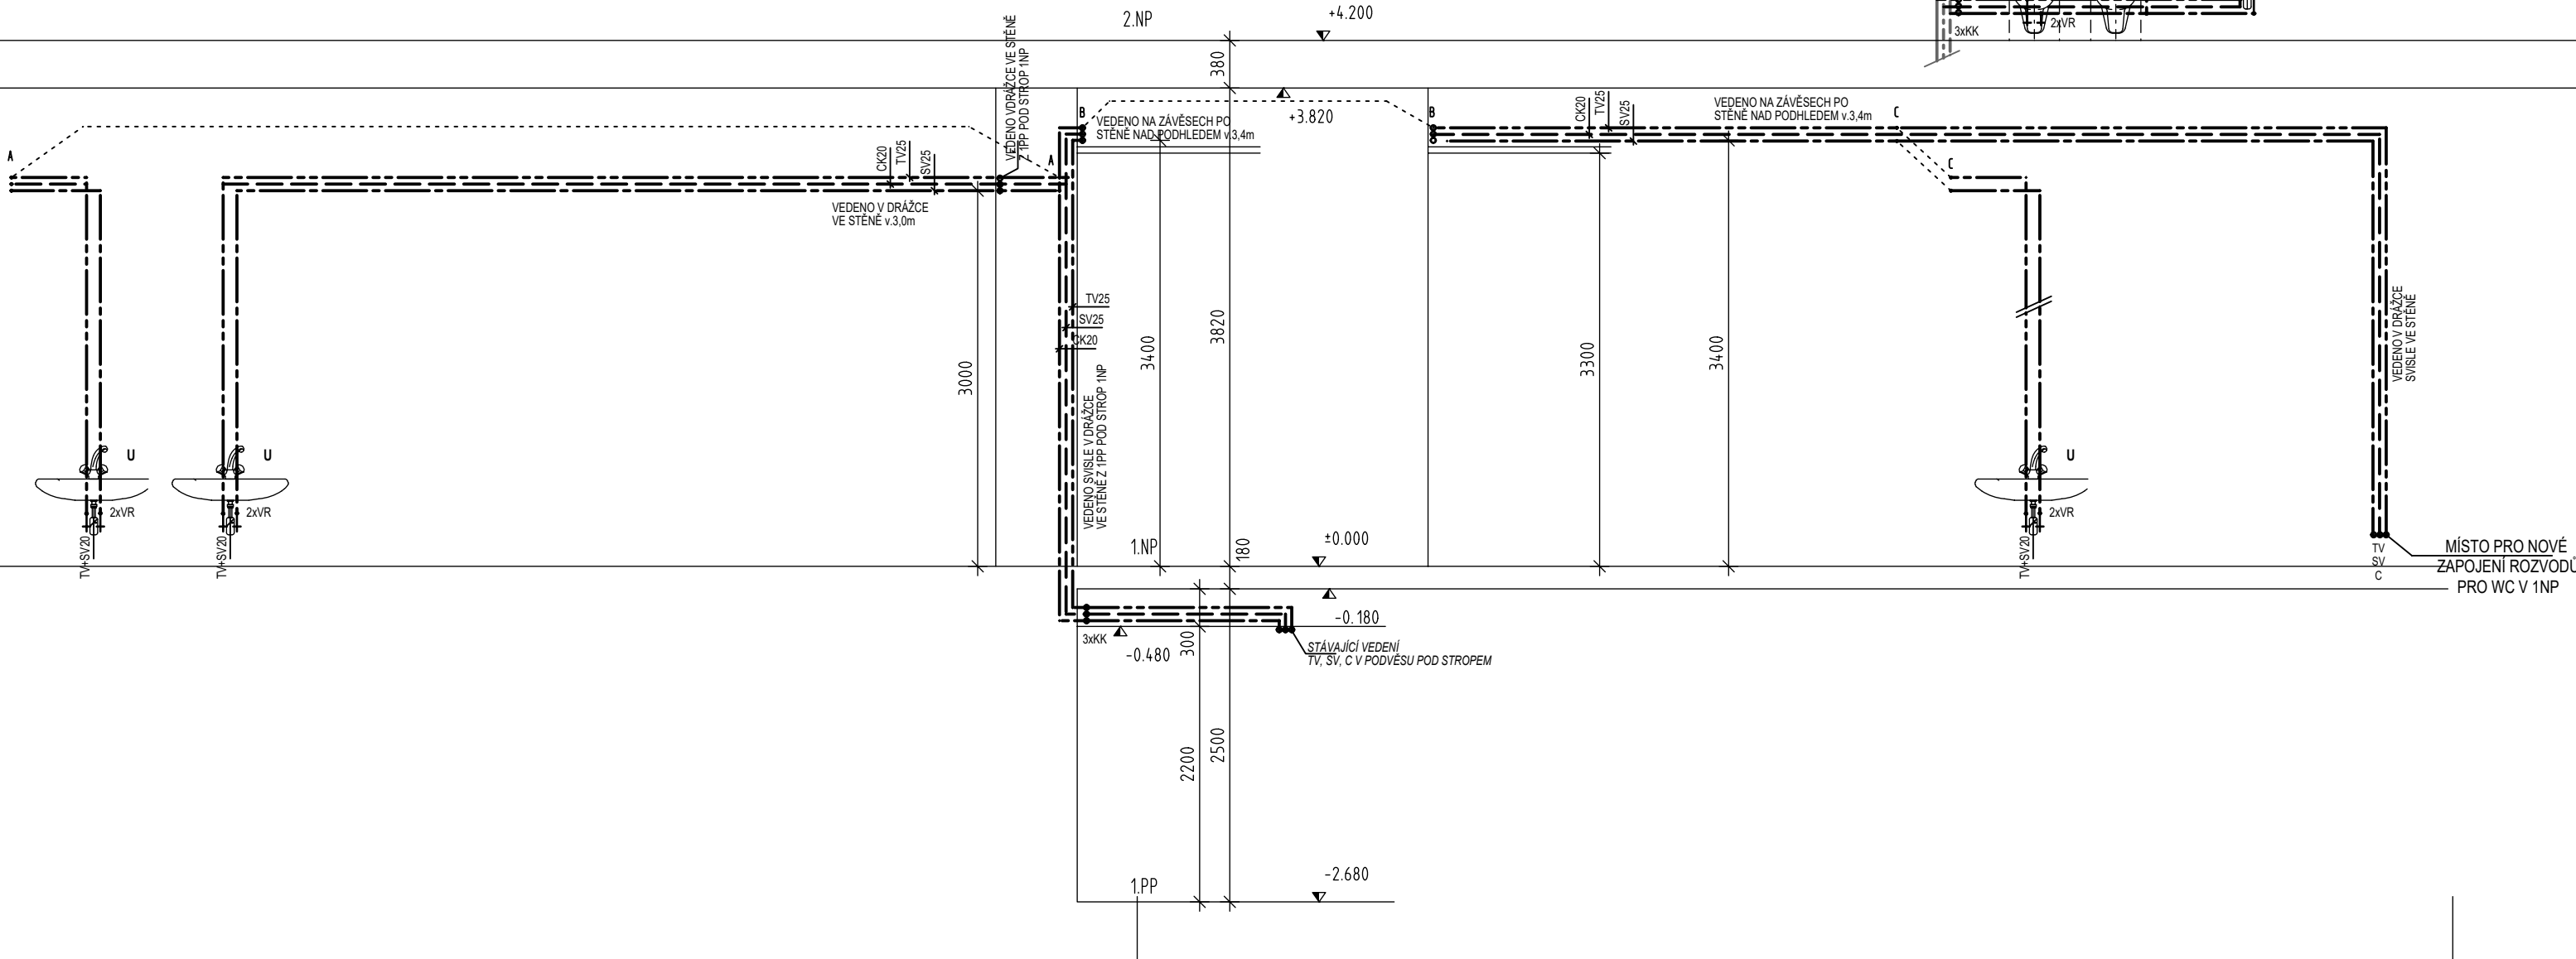 2.NP
+4.200
3xKK
2xVR
380
VEDENO VDRÁŽCE VE STĚNĚ
Z 1PP POD STROP 1NP
+3.820
A
A
B
VEDENO NA ZÁVĚSECH PO
STĚNĚ NAD PODHLEDEM v.3,4m
B
CK20
TV25
SV25
VEDENO NA ZÁVĚSECH PO
STĚNĚ NAD PODHLEDEM v.3,4m
C
C
CK20
TV25
SV25
VEDENO V DRÁŽCE
VE STĚNĚ v.3,0m
TV25
SV25
CK20
3000
3400
3820
3300
3400
VEDENO SVISLE V DRÁŽCE
VE STĚNĚ Z 1PP POD STROP 1NP
VEDENO V DRÁŽCE
SVISLE VE STĚNĚ
U
U
U
2xVR
2xVR
2xVR
TV+SV20
TV+SV20
TV+SV20
1.NP
180
±0.000
TV
SV
C
MÍSTO PRO NOVÉ
ZAPOJENÍ ROZVODŮ
PRO WC V 1NP
3xKK
-0.480
300
-0.180
STÁVAJÍCÍ VEDENÍ
TV, SV, C V PODVĚSU POD STROPEM
2200
2500
1.PP
-2.680